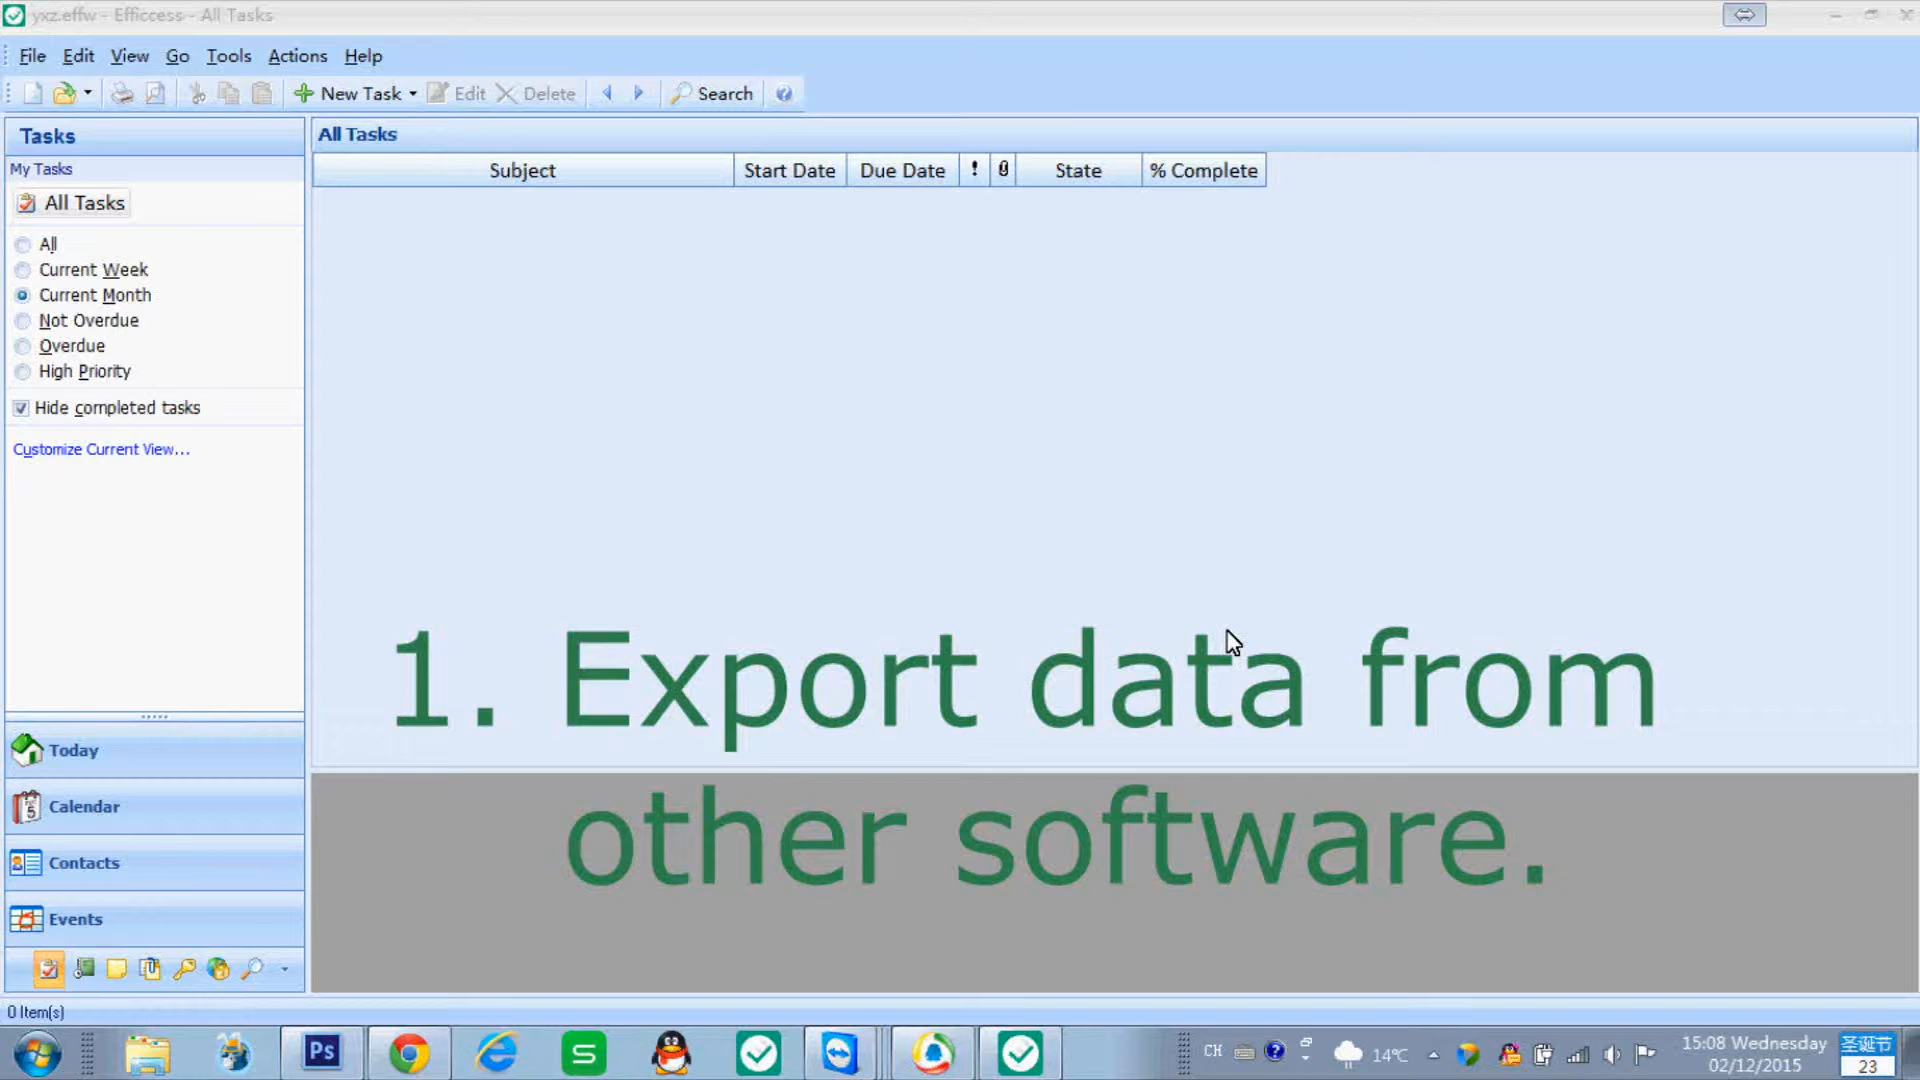 yxz.effw - Efficcess - All Tasks
File Edit View Go Tools Actions Help
New Task Edit Delete Search
Tasks
My Tasks
All Tasks
All
Current Week
Current Month
Not Overdue
Overdue
High Priority
Hide completed tasks
Customize Current View...
Today
Calendar
Contacts
Events
All Tasks
Subject Start Date Due Date ! State % Complete
1. Export data from
other software.
0 Item(s)
Ps
S
CH
14℃
15:08 Wednesday
02/12/2015
圣诞节
23